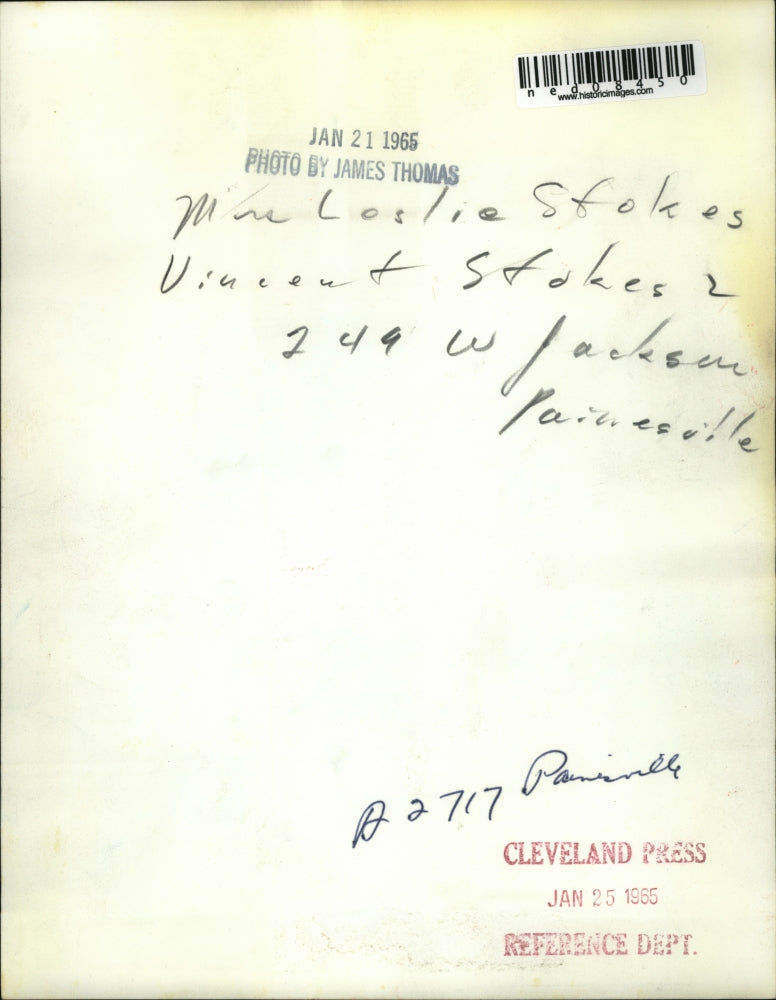 ned08450
www.historicimages.com
JAN 21 1965
PHOTO BY JAMES THOMAS
Mrs Leslie Stokes
Vincent Stokes 2
249 W Jackson
Painesville
A 2717 Painesville
CLEVELAND PRESS
JAN 25 1965
REFERENCE DEPT.